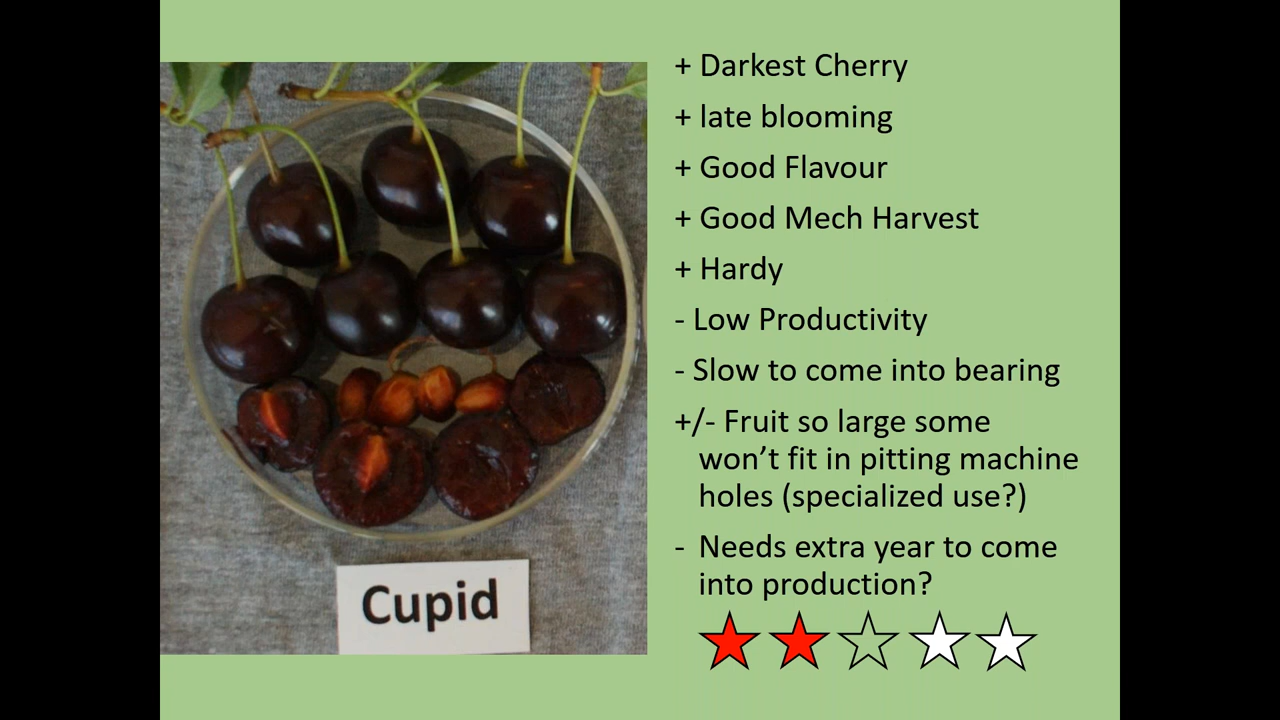 + Darkest Cherry
+ late blooming
+ Good Flavour
+ Good Mech Harvest
+ Hardy
- Low Productivity
- Slow to come into bearing
+/- Fruit so large some
won’t fit in pitting machine
holes (specialized use?)
- Needs extra year to come
into production?
Cupid